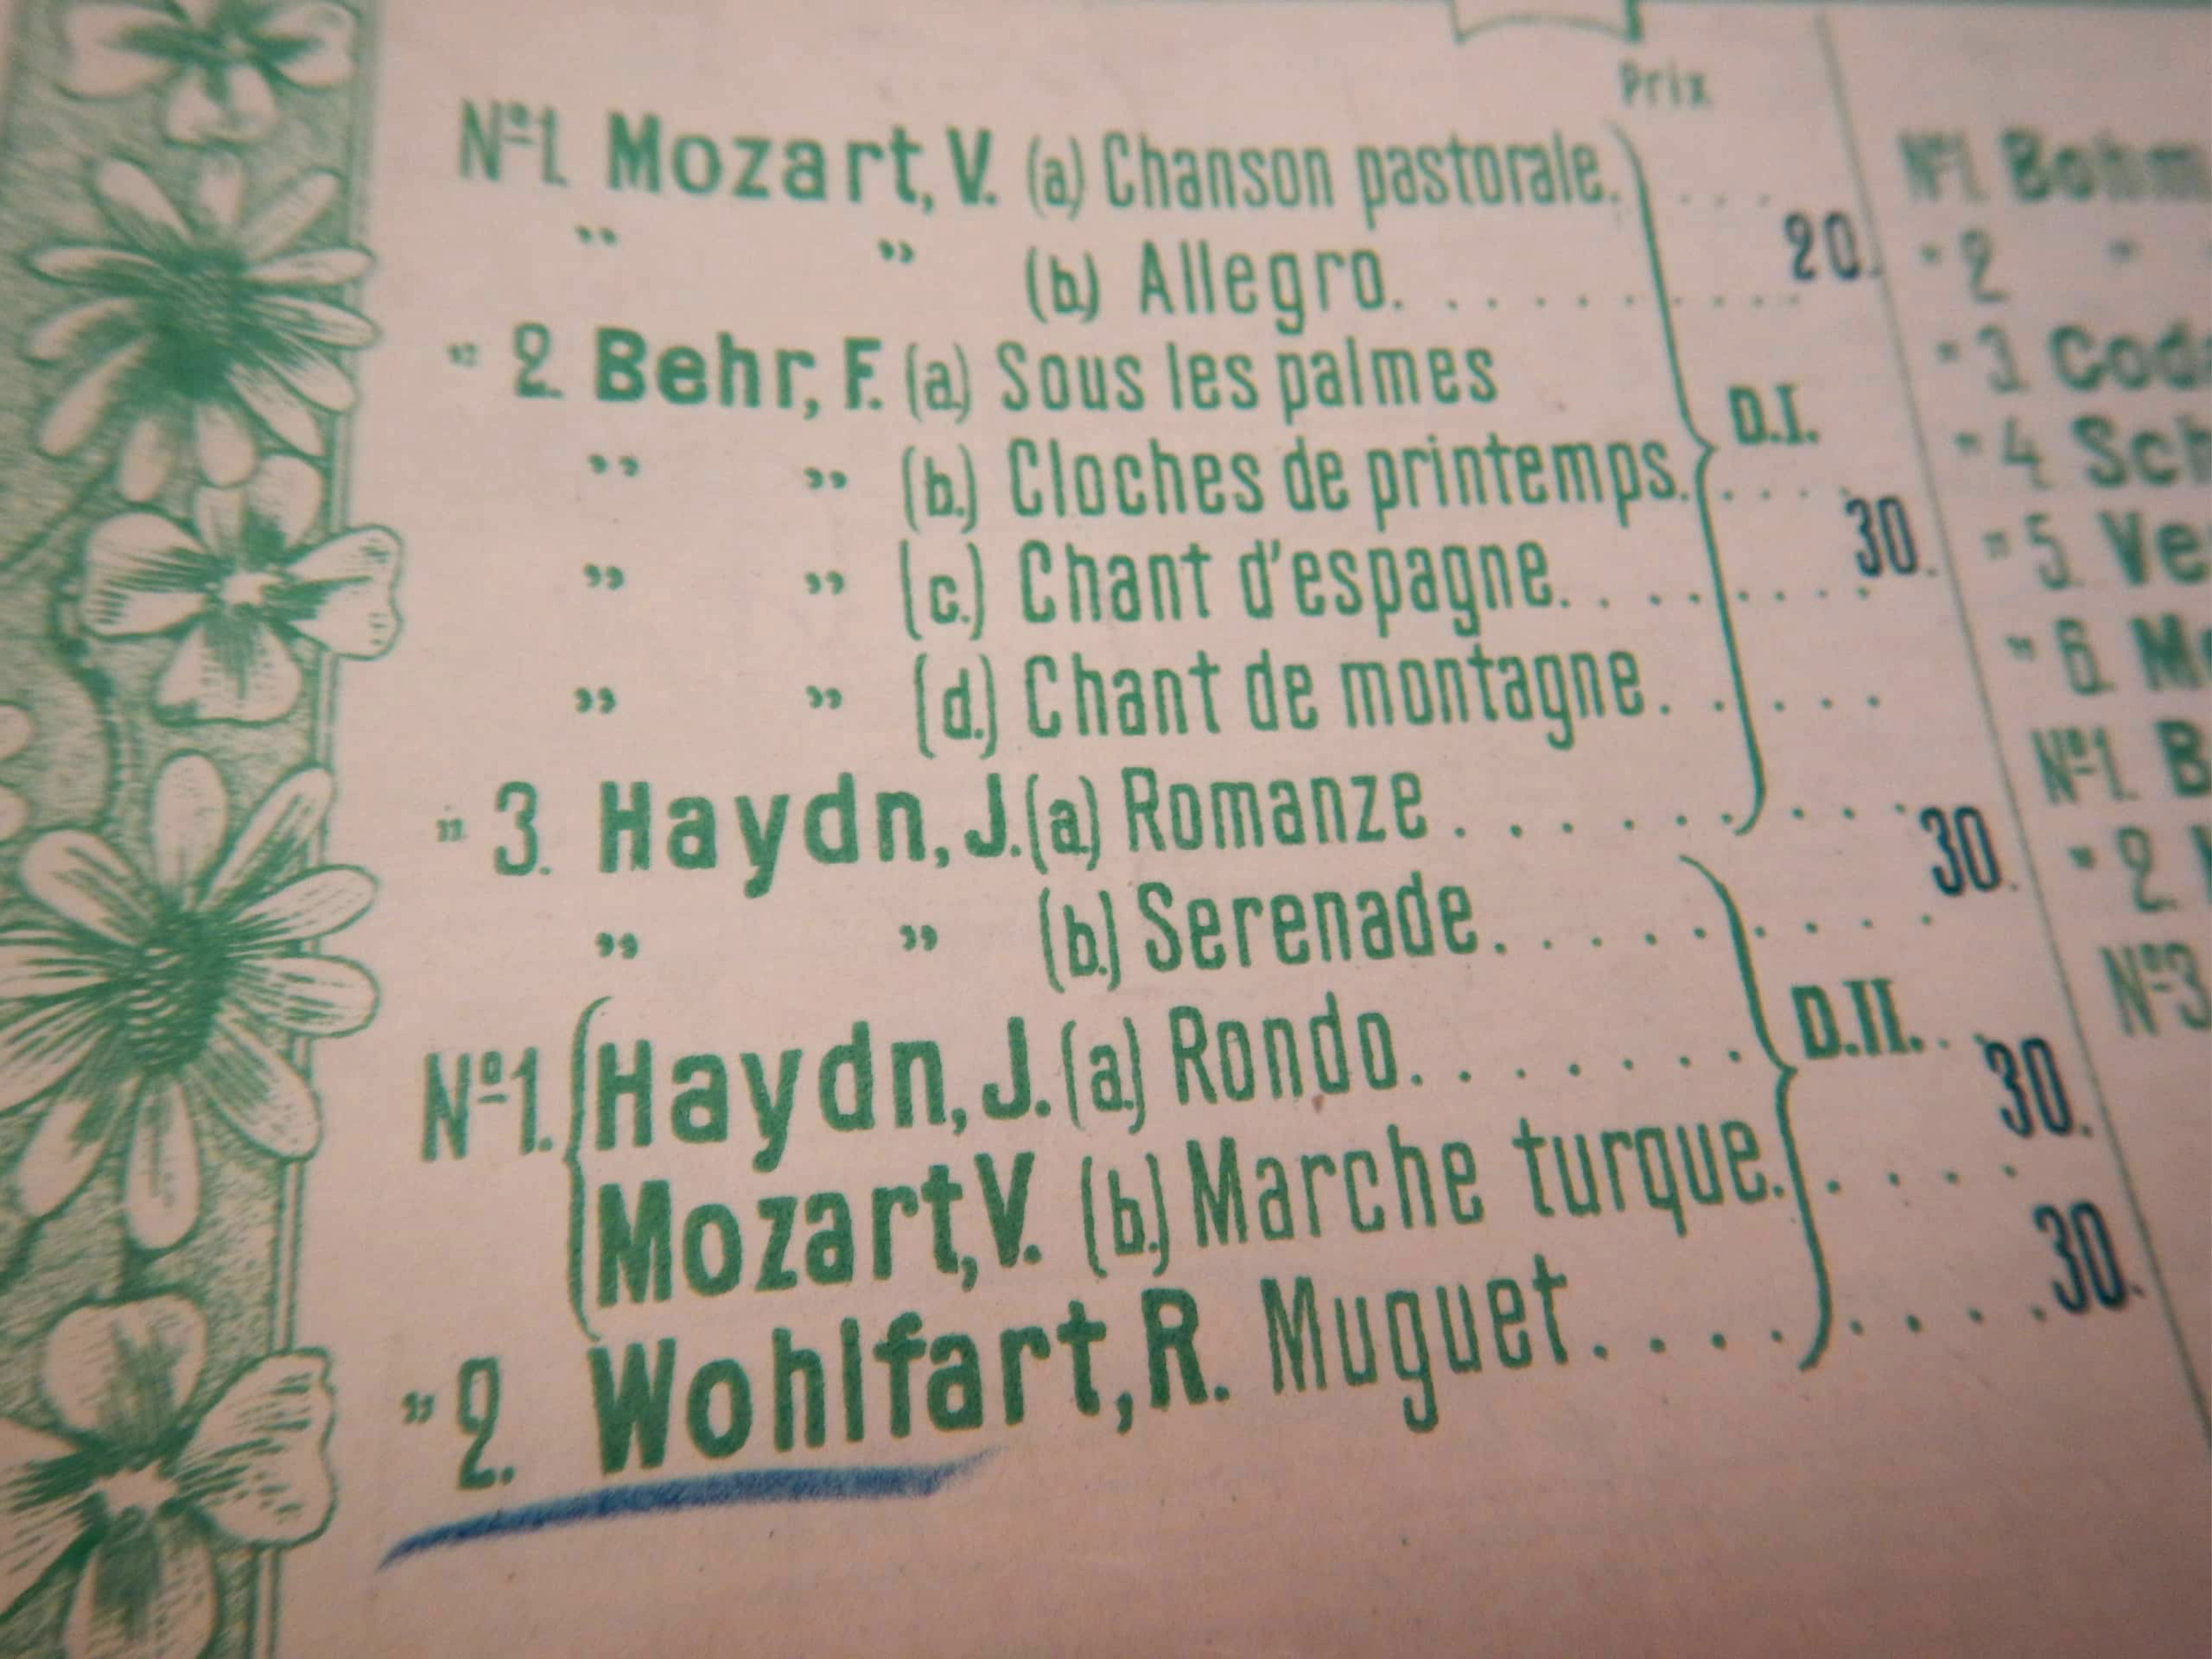 Prix
Nº1. Mozart, V. (a) Chanson pastorale. . . . .
" " (b.) Allegro. . . . . . . . . . 20.
" 2. Behr, F. (a.) Sous les palmes
D.I.
" " (b.) Cloches de printemps. . . . .
" " (c.) Chant d'espagne. . . . . . . . . 30.
" " (d.) Chant de montagne. . . . . .
" 3. Haydn, J. (a.) Romanze . . . . . . . . . .
" " (b.) Serenade. . . . . . . . . 30.
Nº1. Haydn, J. (a.) Rondo. . . . . . . D.II. . .
Mozart, V. (b.) Marche turque. . . . . 30.
" 2. Wohlfart, R. Muguet. . . . . . . . 30.
Nº1.
" 2
" 3
" 4
" 5.
" 6.
Nº1.
" 2
Nº3